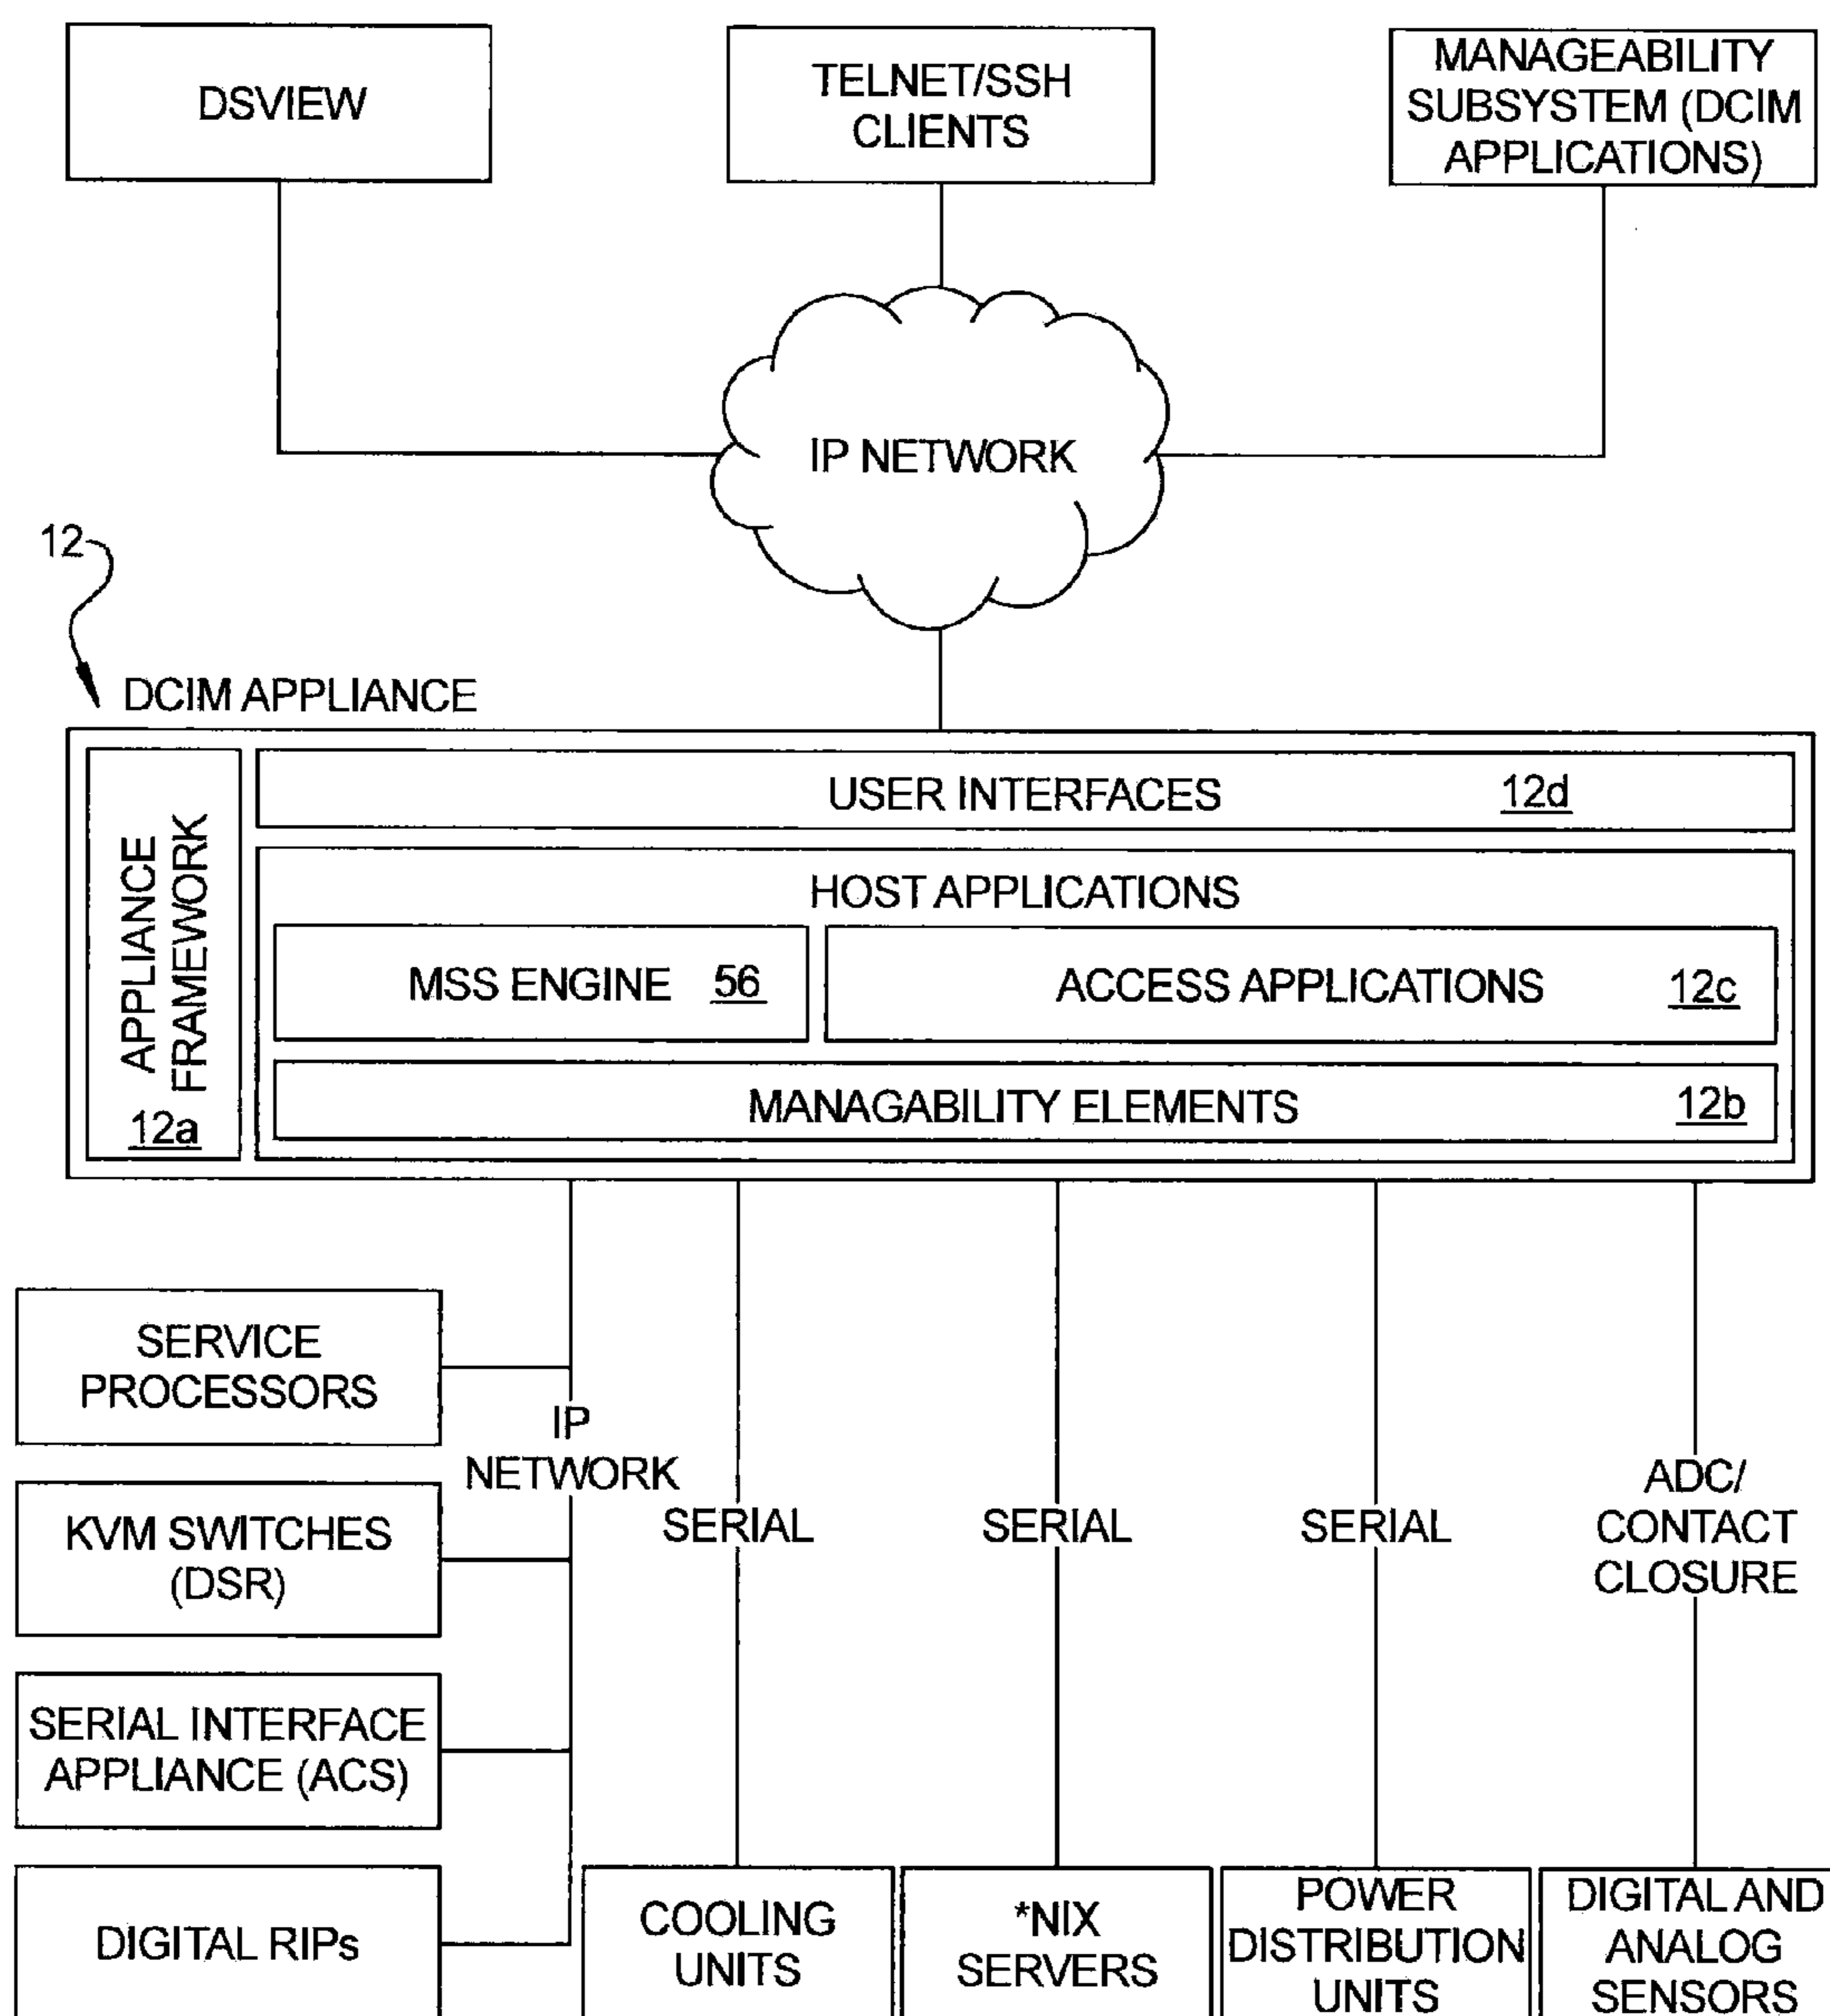 DSVIEW
TELNET/SSH
CLIENTS
MANAGEABILITY
SUBSYSTEM (DCIM
APPLICATIONS)
IP NETWORK
12
DCIM APPLIANCE
APPLIANCE
FRAMEWORK
12a
USER INTERFACES 12d
HOST APPLICATIONS
MSS ENGINE 56
ACCESS APPLICATIONS 12c
MANAGABILITY ELEMENTS 12b
SERVICE
PROCESSORS
KVM SWITCHES
(DSR)
SERIAL INTERFACE
APPLIANCE (ACS)
DIGITAL RIPs
IP
NETWORK
SERIAL
SERIAL
SERIAL
ADC/
CONTACT
CLOSURE
COOLING
UNITS
*NIX
SERVERS
POWER
DISTRIBUTION
UNITS
DIGITAL AND
ANALOG
SENSORS